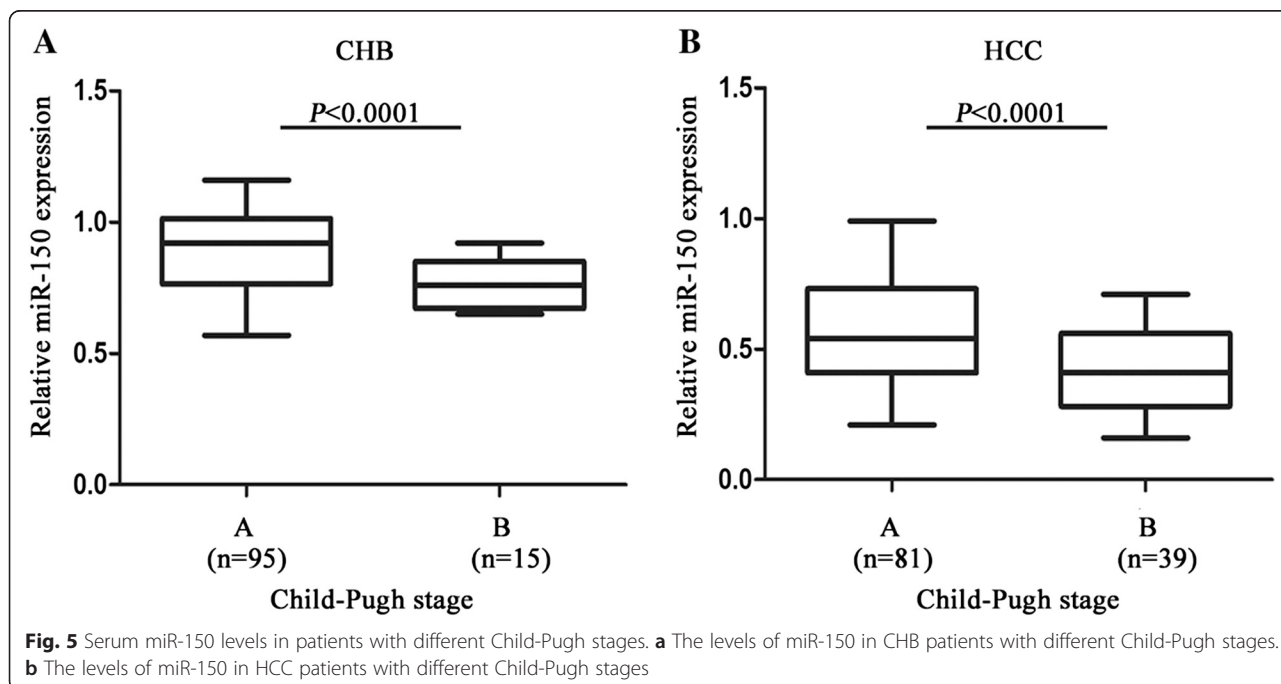 A
CHB
Relative miR-150 expression
1.5
1.0
0.5
0.0
P<0.0001
A
(n=95)
B
(n=15)
Child-Pugh stage
B
HCC
Relative miR-150 expression
1.5
1.0
0.5
0.0
P<0.0001
A
(n=81)
B
(n=39)
Child-Pugh stage
Fig. 5 Serum miR-150 levels in patients with different Child-Pugh stages. a The levels of miR-150 in CHB patients with different Child-Pugh stages.
b The levels of miR-150 in HCC patients with different Child-Pugh stages